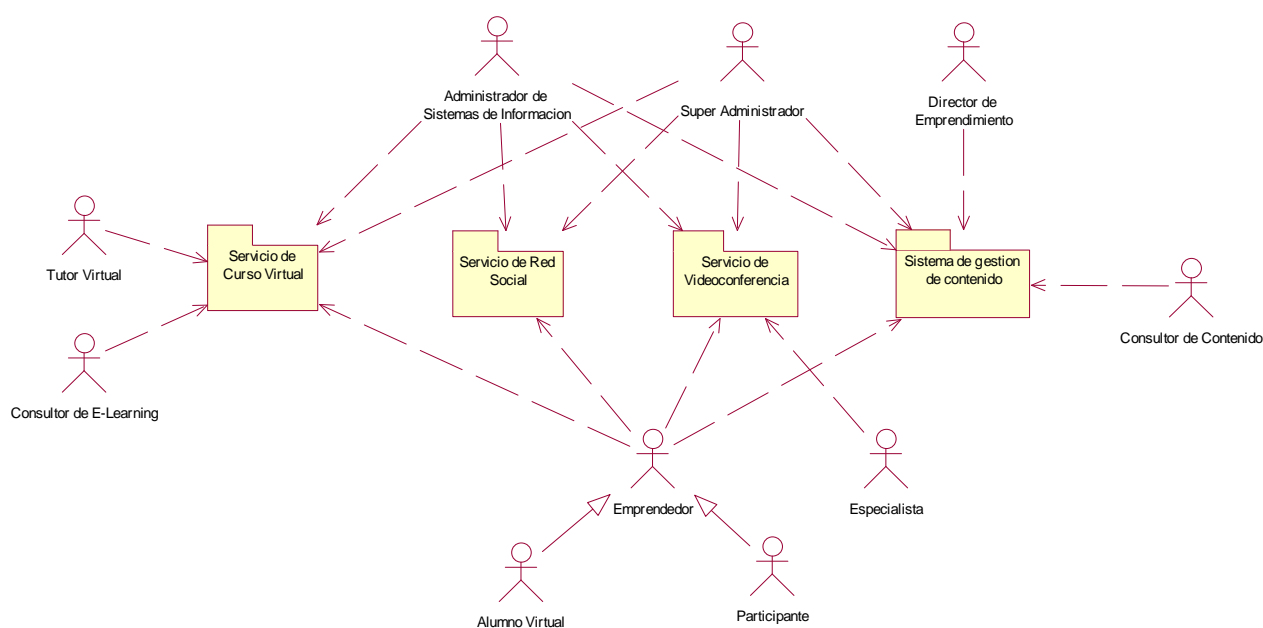 Administrador de
Sistemas de Informacion
Super Administrador
Director de
Emprendimiento
Tutor Virtual
Servicio de
Curso Virtual
Servicio de Red
Social
Servicio de
Videoconferencia
Sistema de gestion
de contenido
Consultor de Contenido
Consultor de E-Learning
Emprendedor
Especialista
Alumno Virtual
Participante